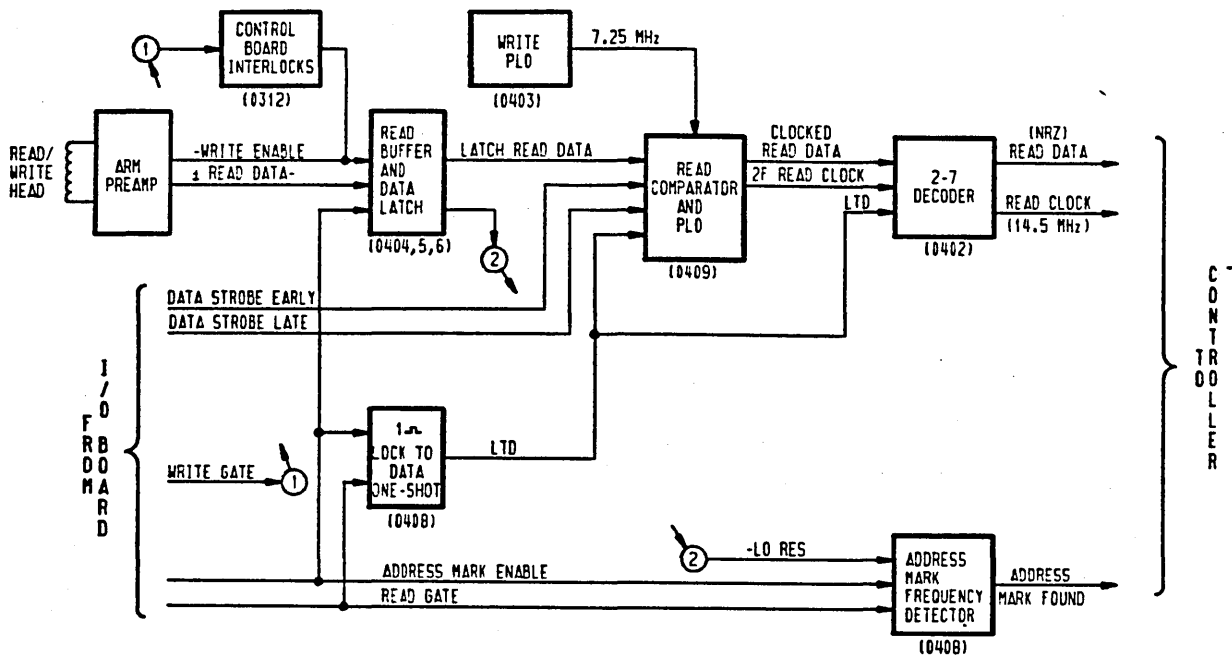 CONTROL
BOARD
INTERLOCKS
(0312)
1
WRITE
PLO
(0403)
7.25 MHz
READ/
WRITE
HEAD
ARM
PREAMP
-WRITE ENABLE
± READ DATA-
READ
BUFFER
AND
DATA
LATCH
(0404,5,6)
LATCH READ DATA
2
READ
COMPARATOR
AND
PLO
(0409)
CLOCKED
READ DATA
2F READ CLOCK
LTD
2-7
DECODER
(0402)
(NRZ)
READ DATA
READ CLOCK
(14.5 MHz)
DATA STROBE EARLY
DATA STROBE LATE
FROM
I/O BOARD
WRITE GATE
1
1
LOCK TO
DATA
ONE-SHOT
(0408)
LTD
2
-LO RES
ADDRESS MARK ENABLE
READ GATE
ADDRESS
MARK
FREQUENCY
DETECTOR
(0408)
ADDRESS
MARK FOUND
TO
CONTROLLER